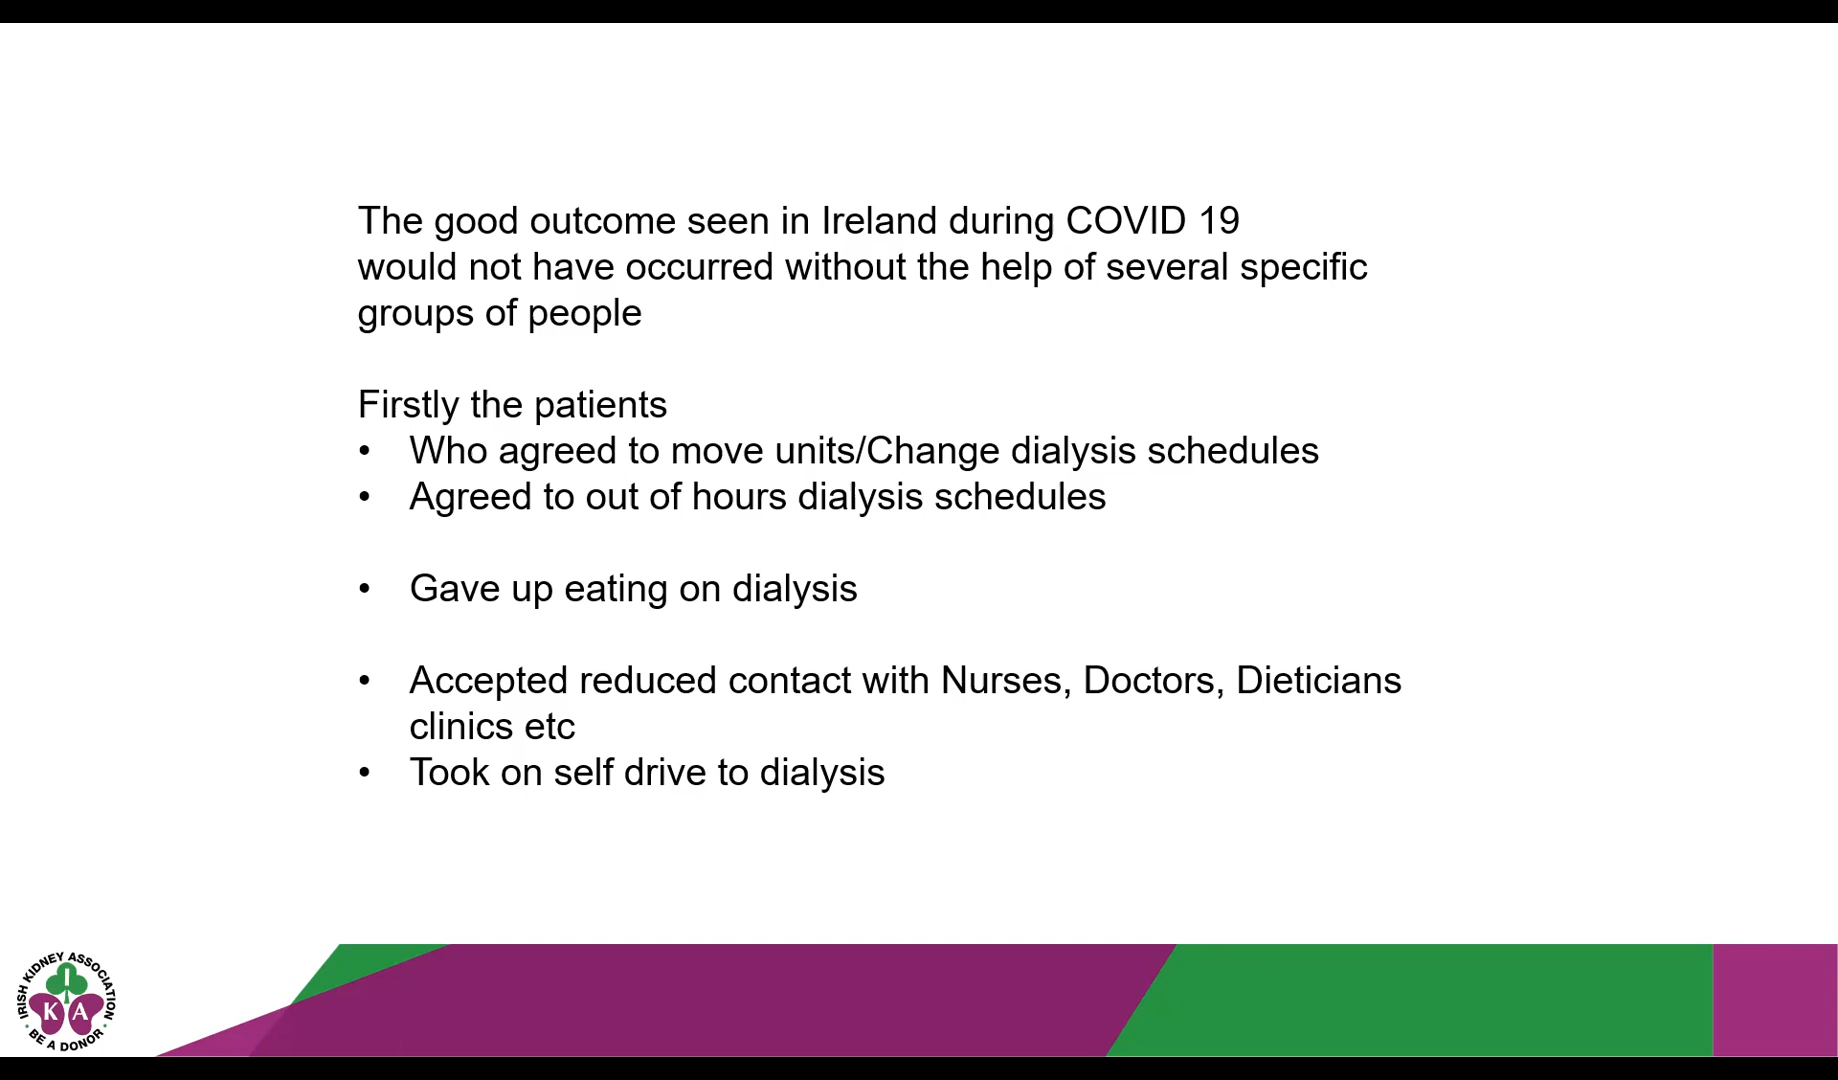 The good outcome seen in Ireland during COVID 19
would not have occurred without the help of several specific
groups of people
Firstly the patients
• Who agreed to move units/Change dialysis schedules
• Agreed to out of hours dialysis schedules
• Gave up eating on dialysis
• Accepted reduced contact with Nurses, Doctors, Dieticians
clinics etc
• Took on self drive to dialysis
IRISH KIDNEY ASSOCIATION
I
K A
• BE A DONOR •